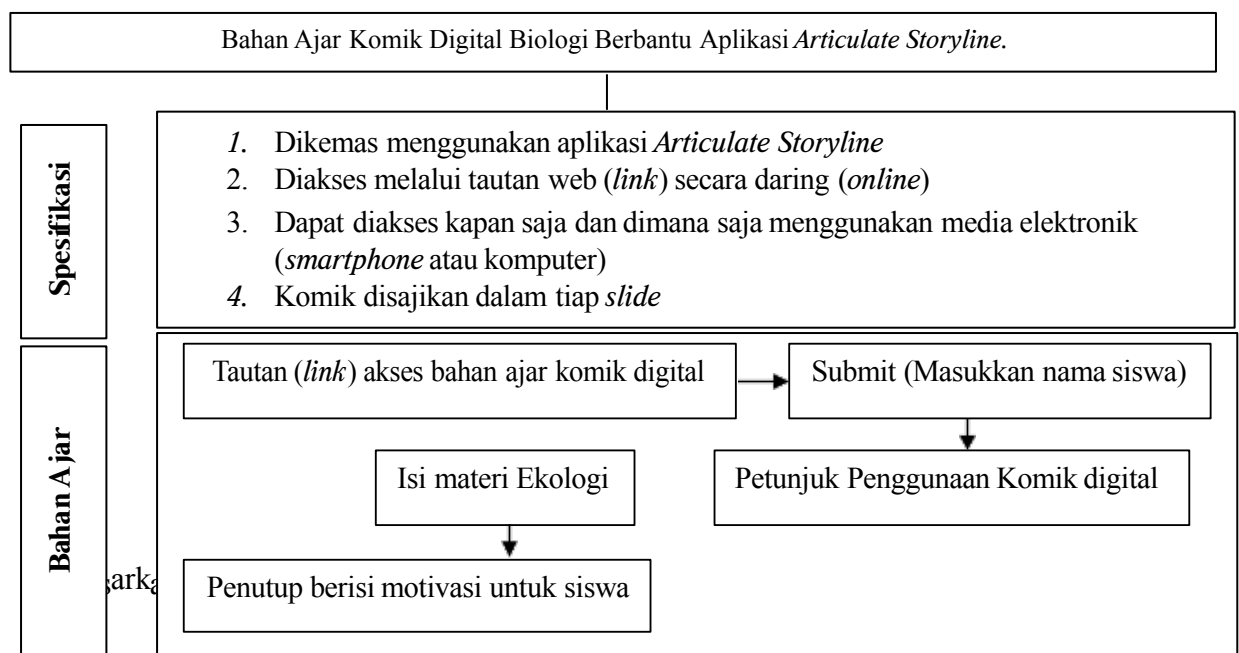 Bahan Ajar Komik Digital Biologi Berbantu Aplikasi Articulate Storyline.
Spesifikasi
1. Dikemas menggunakan aplikasi Articulate Storyline
2. Diakses melalui tautan web (link) secara daring (online)
3. Dapat diakses kapan saja dan dimana saja menggunakan media elektronik
(smartphone atau komputer)
4. Komik disajikan dalam tiap slide
Bahan Ajar
Tautan (link) akses bahan ajar komik digital
Submit (Masukkan nama siswa)
Petunjuk Penggunaan Komik digital
Isi materi Ekologi
Penutup berisi motivasi untuk siswa